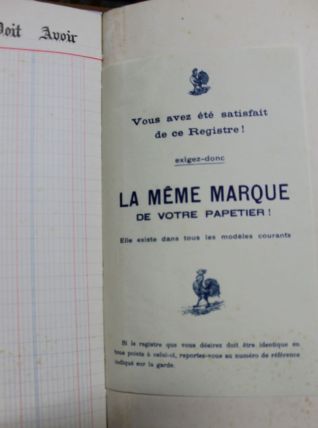 Doit Avoir
Vous avez été satisfait
de ce Registre !
exigez-donc
LA MÊME MARQUE
DE VOTRE PAPETIER !
Elle existe dans tous les modèles courants
Si le registre que vous désirez doit être identique en
tous points à celui-ci, reportez-vous au numéro de référence
indiqué sur la garde.